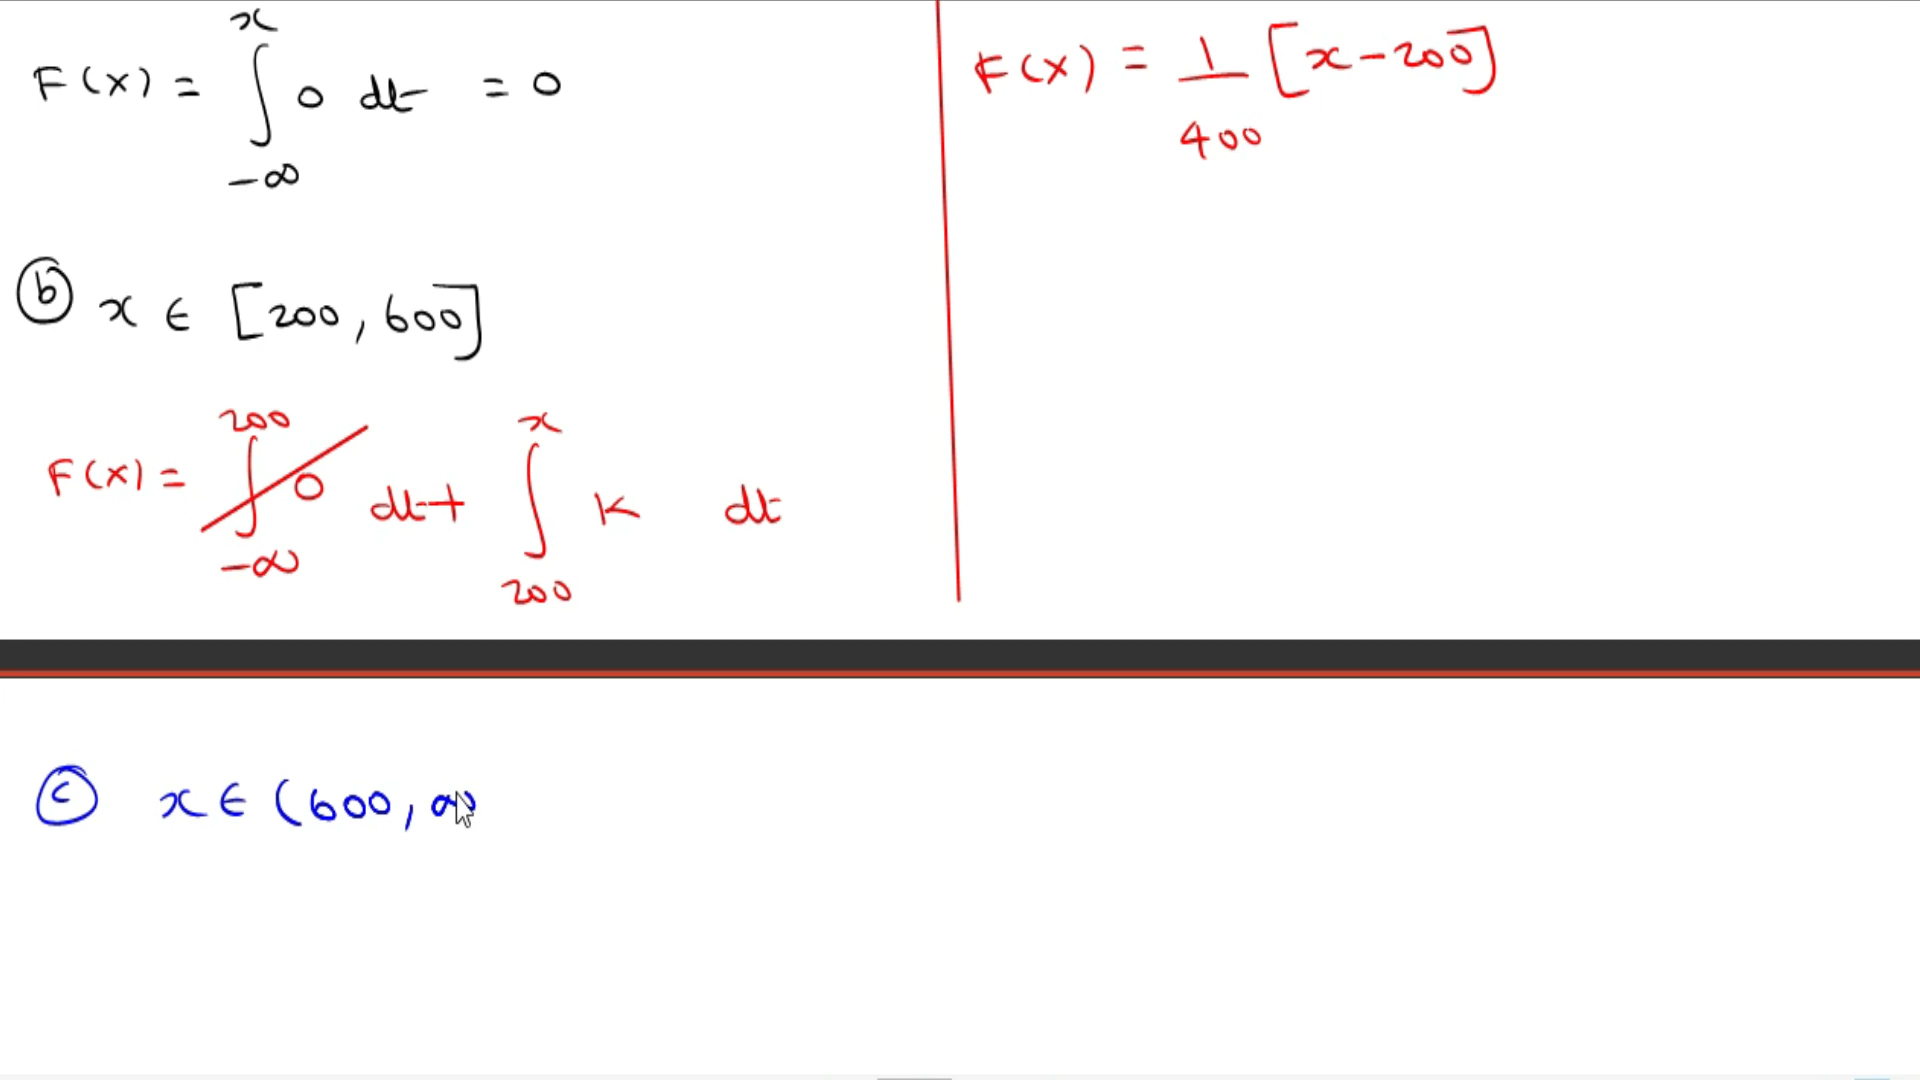 F(x) = ∫_{-∞}^{x} 0 dt = 0
ⓑ x ∈ [200, 600]
F(x) = ∫_{-∞}^{200} 0 dt + ∫_{200}^{x} K dt
F(x) = 1/400 [x - 200]
ⓒ x ∈ (600, ∞